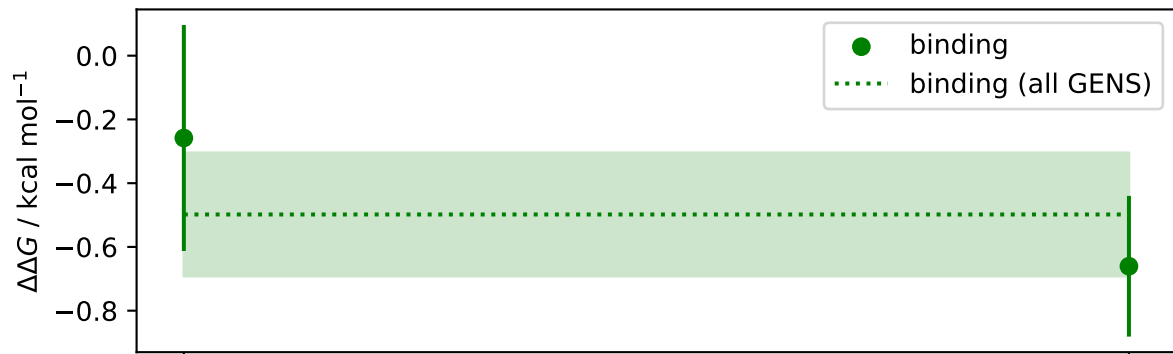 0.0
−0.2
−0.4
−0.6
−0.8
ΔΔG / kcal mol⁻¹
binding
binding (all GENS)